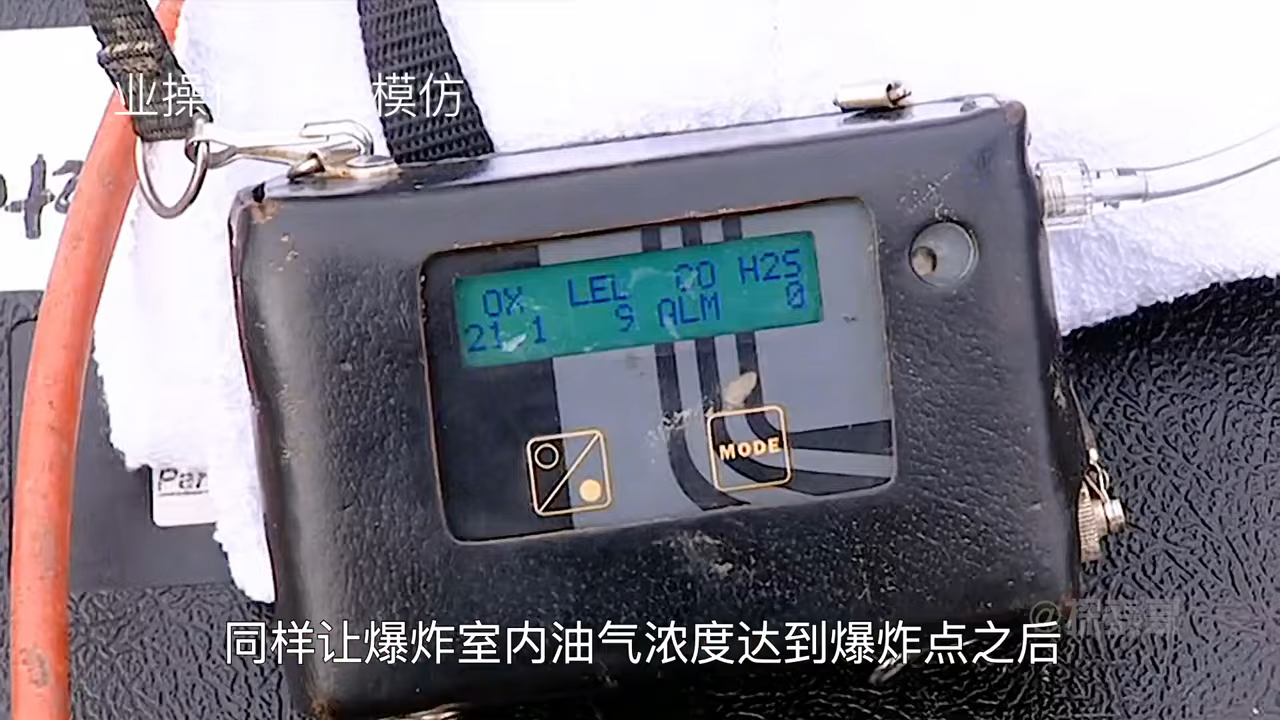 业操 模仿
OX LEL CO H2S
21.1 9 ALM 0
MODE
Par
同样让爆炸室内油气浓度达到爆炸点之后